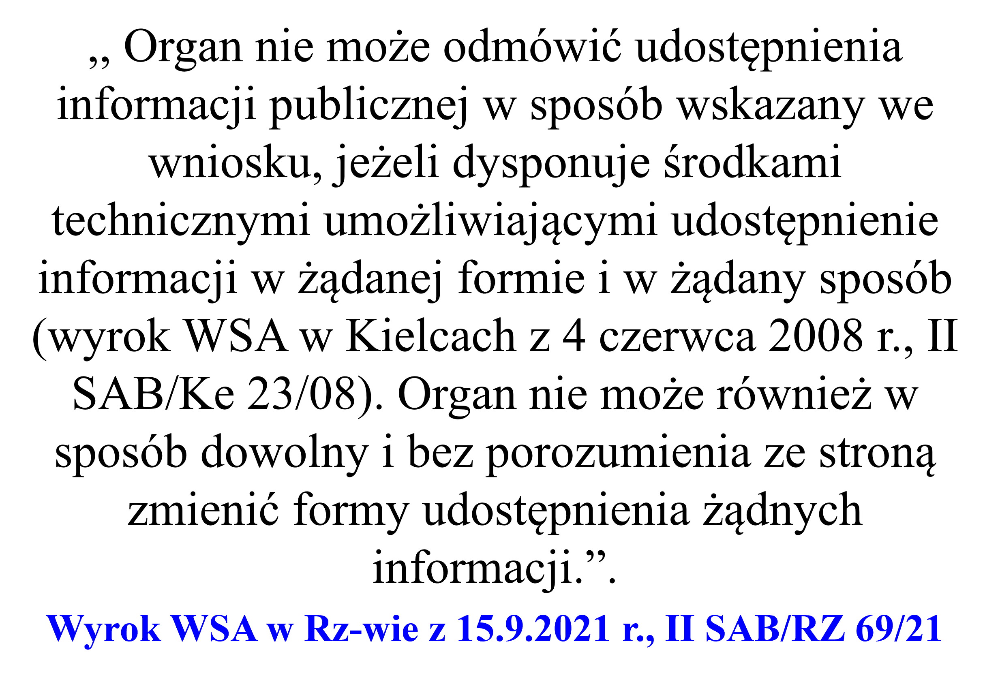 „ Organ nie może odmówić udostępnienia
informacji publicznej w sposób wskazany we
wniosku, jeżeli dysponuje środkami
technicznymi umożliwiającymi udostępnienie
informacji w żądanej formie i w żądany sposób
(wyrok WSA w Kielcach z 4 czerwca 2008 r., II
SAB/Ke 23/08). Organ nie może również w
sposób dowolny i bez porozumienia ze stroną
zmienić formy udostępnienia żądnych
informacji.”.
Wyrok WSA w Rz-wie z 15.9.2021 r., II SAB/RZ 69/21